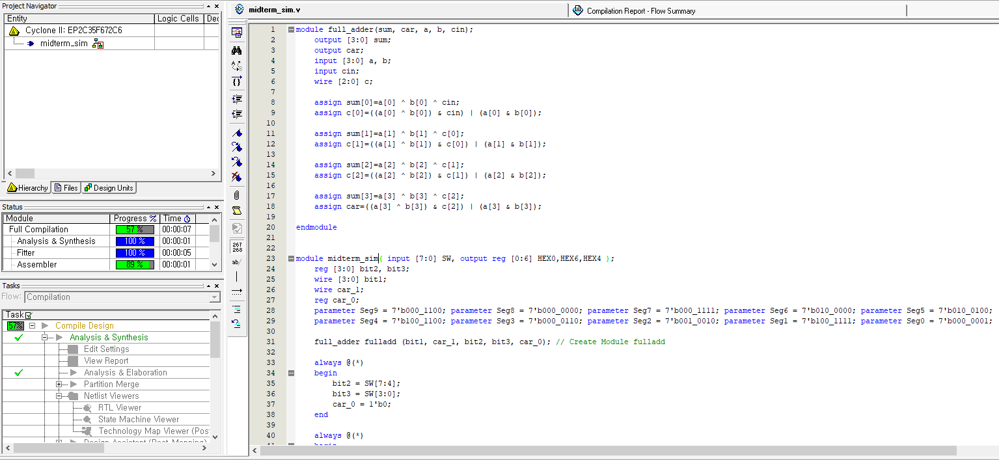 Project Navigator
Entity
Logic Cells
Dec
Cyclone II: EP2C35F672C6
midterm_sim
Hierarchy
Files
Design Units
Status
Module
Progress %
Time
Full Compilation
57 %
00:00:07
Analysis & Synthesis
100 %
00:00:01
Fitter
100 %
00:00:05
Assembler
89 %
00:00:01
Tasks
Flow:
Compilation
Task
57%
Compile Design
Analysis & Synthesis
Edit Settings
View Report
Analysis & Elaboration
Partition Merge
Netlist Viewers
RTL Viewer
State Machine Viewer
Technology Map Viewer (Pos
Design Assistant (Post-Mapping)
abc
midterm_sim.v
Compilation Report - Flow Summary
267
268
ab/
1 module full_adder(sum, car, a, b, cin);
2 output [3:0] sum;
3 output car;
4 input [3:0] a, b;
5 input cin;
6 wire [2:0] c;
7
8 assign sum[0]=a[0] ^ b[0] ^ cin;
9 assign c[0]=((a[0] ^ b[0]) & cin) | (a[0] & b[0]);
10
11 assign sum[1]=a[1] ^ b[1] ^ c[0];
12 assign c[1]=((a[1] ^ b[1]) & c[0]) | (a[1] & b[1]);
13
14 assign sum[2]=a[2] ^ b[2] ^ c[1];
15 assign c[2]=((a[2] ^ b[2]) & c[1]) | (a[2] & b[2]);
16
17 assign sum[3]=a[3] ^ b[3] ^ c[2];
18 assign car=((a[3] ^ b[3]) & c[2]) | (a[3] & b[3]);
19
20 endmodule
21
22
23 module midterm_sim( input [7:0] SW, output reg [0:6] HEX0,HEX6,HEX4 );
24 reg [3:0] bit2, bit3;
25 wire [3:0] bit1;
26 wire car_1;
27 reg car_0;
28 parameter Seg9 = 7'b000_1100; parameter Seg8 = 7'b000_0000; parameter Seg7 = 7'b000_1111; parameter Seg6 = 7'b010_0000; parameter Seg5 = 7'b010_0100;
29 parameter Seg4 = 7'b100_1100; parameter Seg3 = 7'b000_0110; parameter Seg2 = 7'b001_0010; parameter Seg1 = 7'b100_1111; parameter Seg0 = 7'b000_0001;
30
31 full_adder fulladd (bit1, car_1, bit2, bit3, car_0); // Create Module fulladd
32
33 always @(*)
34 begin
35 bit2 = SW[7:4];
36 bit3 = SW[3:0];
37 car_0 = 1'b0;
38 end
39
40 always @(*)
41 begin